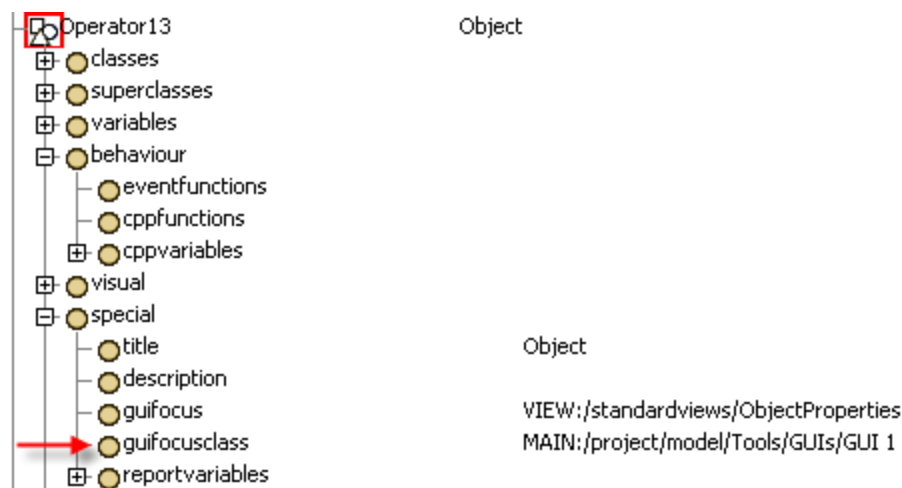 Operator13 Object
classes
superclasses
variables
behaviour
eventfunctions
cppfunctions
cppvariables
visual
special
title Object
description
guifocus VIEW:/standardviews/ObjectProperties
guifocusclass MAIN:/project/model/Tools/GUIs/GUI 1
reportvariables